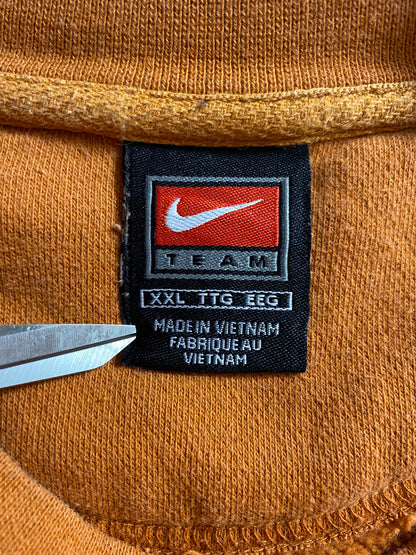 TEAM
XXL TTG EEG
MADE IN VIETNAM
FABRIQUE AU
VIETNAM